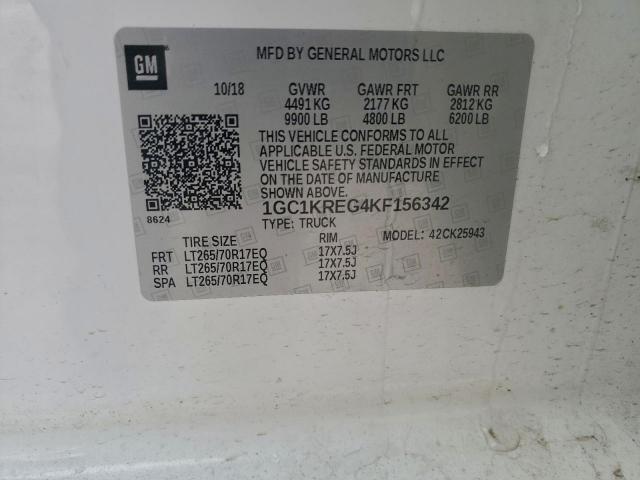 GM
MFD BY GENERAL MOTORS LLC
10/18 GVWR GAWR FRT GAWR RR
4491 KG 2177 KG 2812 KG
9900 LB 4800 LB 6200 LB
THIS VEHICLE CONFORMS TO ALL
APPLICABLE U.S. FEDERAL MOTOR
VEHICLE SAFETY STANDARDS IN EFFECT
ON THE DATE OF MANUFACTURE
SHOWN ABOVE.
8624
1GC1KREG4KF156342
TYPE: TRUCK MODEL: 42CK25943
TIRE SIZE RIM
FRT LT265/70R17EQ 17X7.5J
RR LT265/70R17EQ 17X7.5J
SPA LT265/70R17EQ 17X7.5J